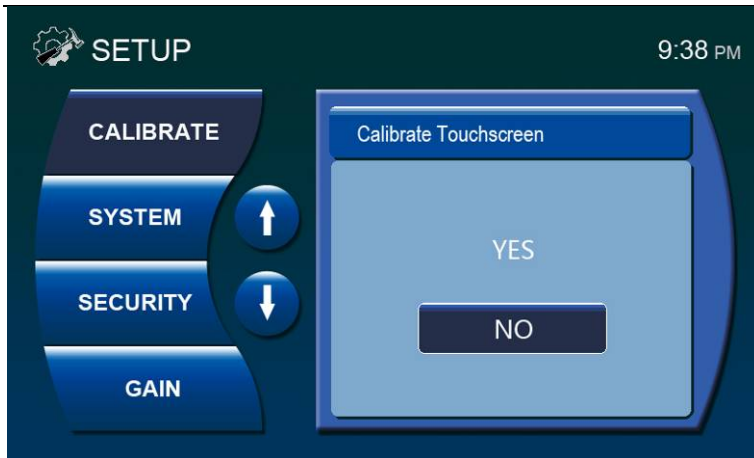 SETUP
9:38 PM
CALIBRATE
SYSTEM
SECURITY
GAIN
Calibrate Touchscreen
YES
NO